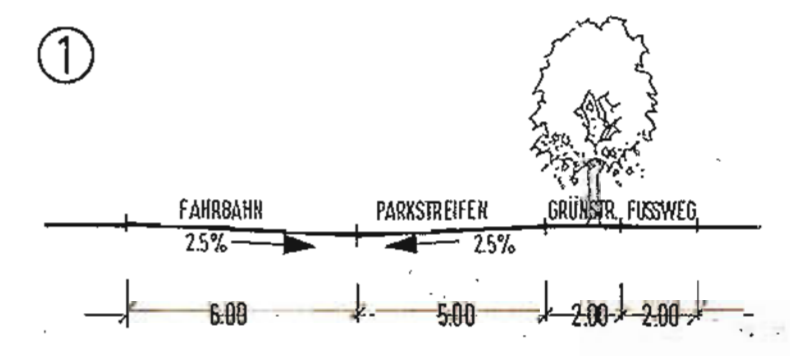 1
FAHRBAHN PARKSTREIFEN GRÜNSTR. FUSSWEG
2.5% 2.5%
6.00 5.00 2.00 2.00